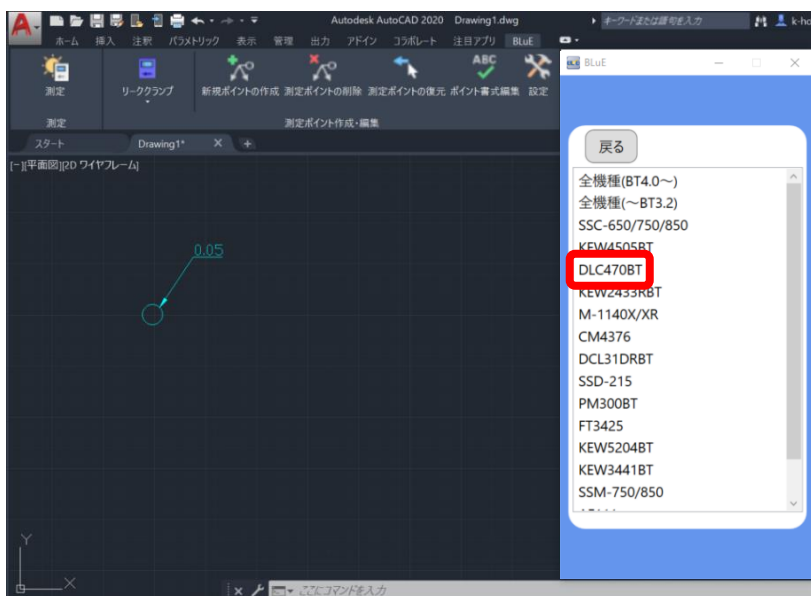 Autodesk AutoCAD 2020 Drawing1.dwg
キーワードまたは語句を入力
k-ho
ホーム 挿入 注釈 パラメトリック 表示 管理 出力 アドイン コラボレート 注目アプリ BLuE
測定 リーククランプ 新規ポイントの作成 測定ポイントの削除 測定ポイントの復元 ABC ポイント書式編集 設定
測定 測定ポイント作成・編集
スタート Drawing1* × +
[-][平面図][2D ワイヤフレーム]
0.05
Y
X
ここにコマンドを入力
BLuE
戻る
全機種(BT4.0～)
全機種(～BT3.2)
SSC-650/750/850
KEW4505BT
DLC470BT
KEW2433RBT
M-1140X/XR
CM4376
DCL31DRBT
SSD-215
PM300BT
FT3425
KEW5204BT
KEW3441BT
SSM-750/850